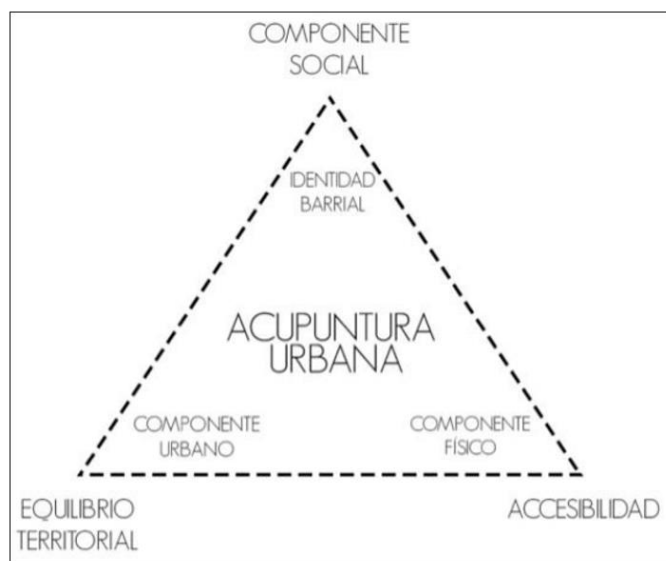 COMPONENTE
SOCIAL
IDENTIDAD
BARRIAL
ACUPUNTURA
URBANA
COMPONENTE
URBANO
COMPONENTE
FÍSICO
EQUILIBRIO
TERRITORIAL
ACCESIBILIDAD